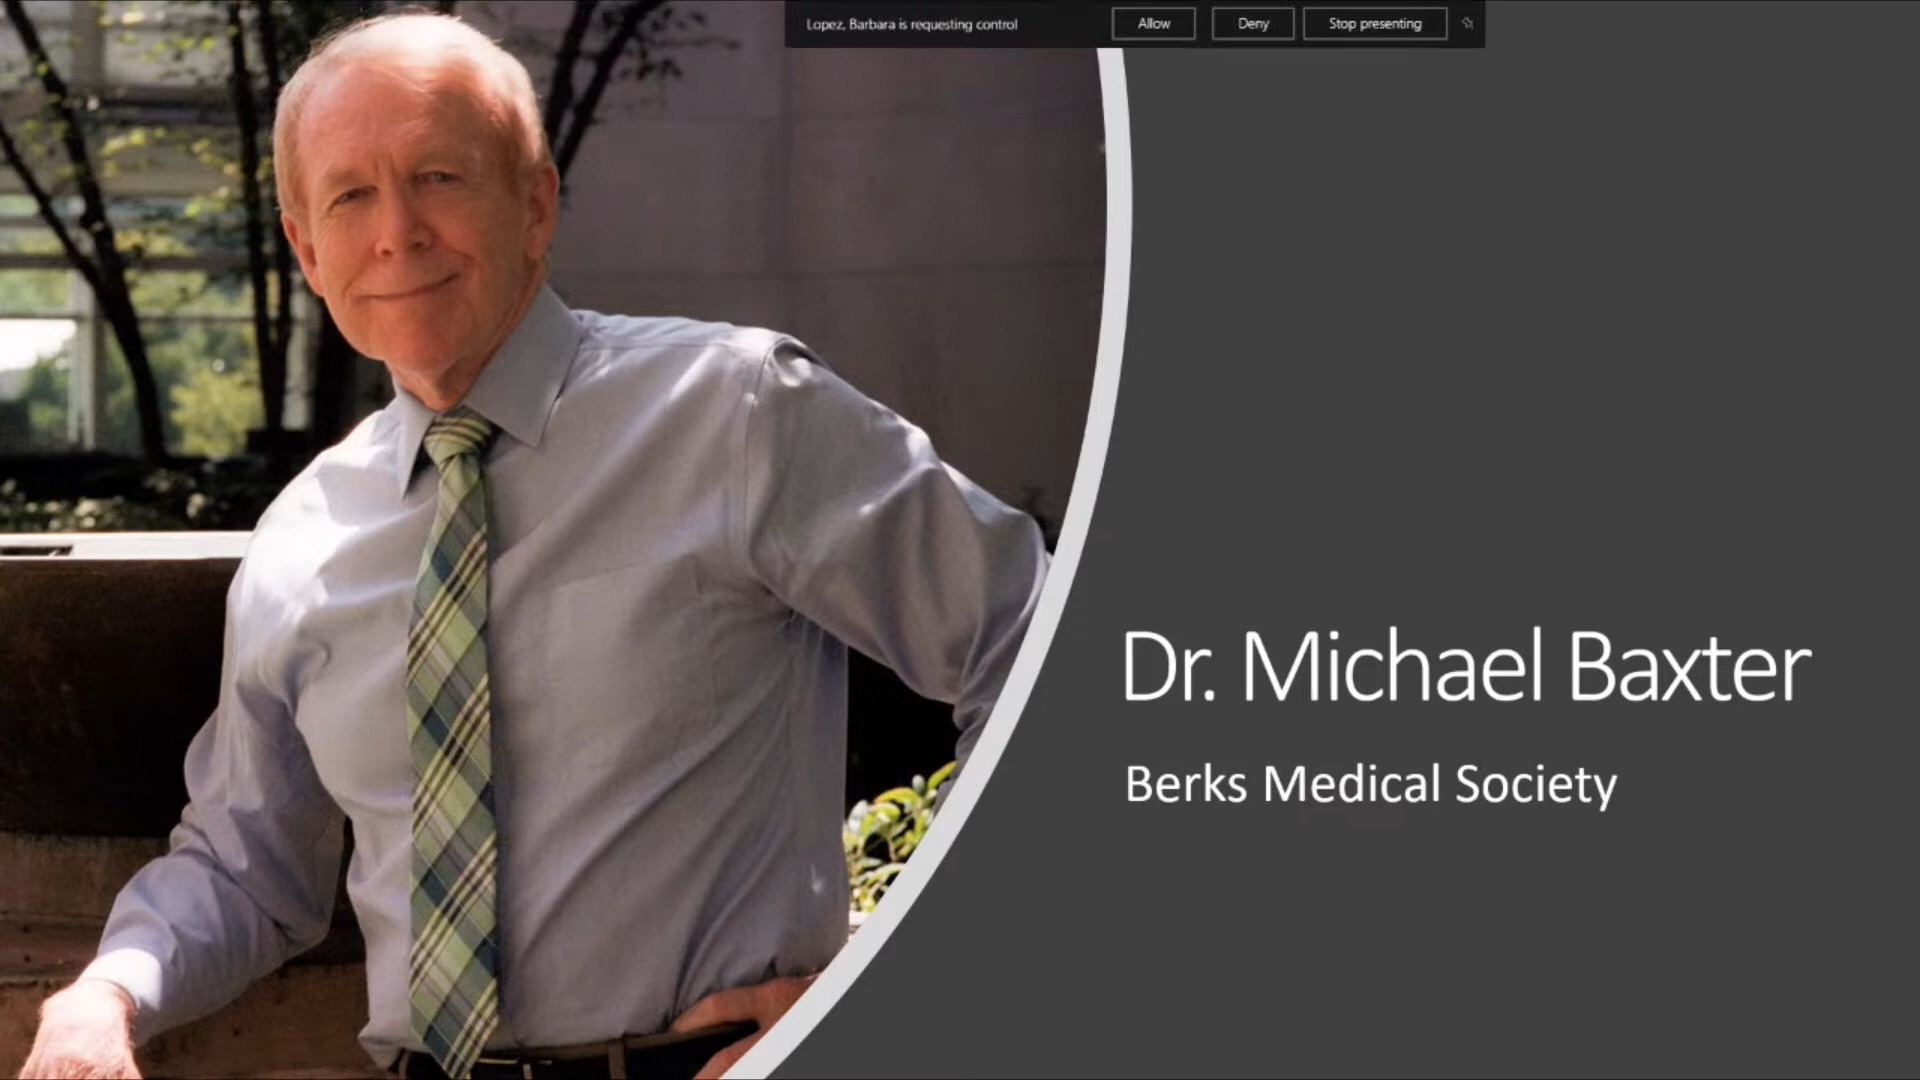 Lopez, Barbara is requesting control Allow Deny Stop presenting
Dr. Michael Baxter
Berks Medical Society